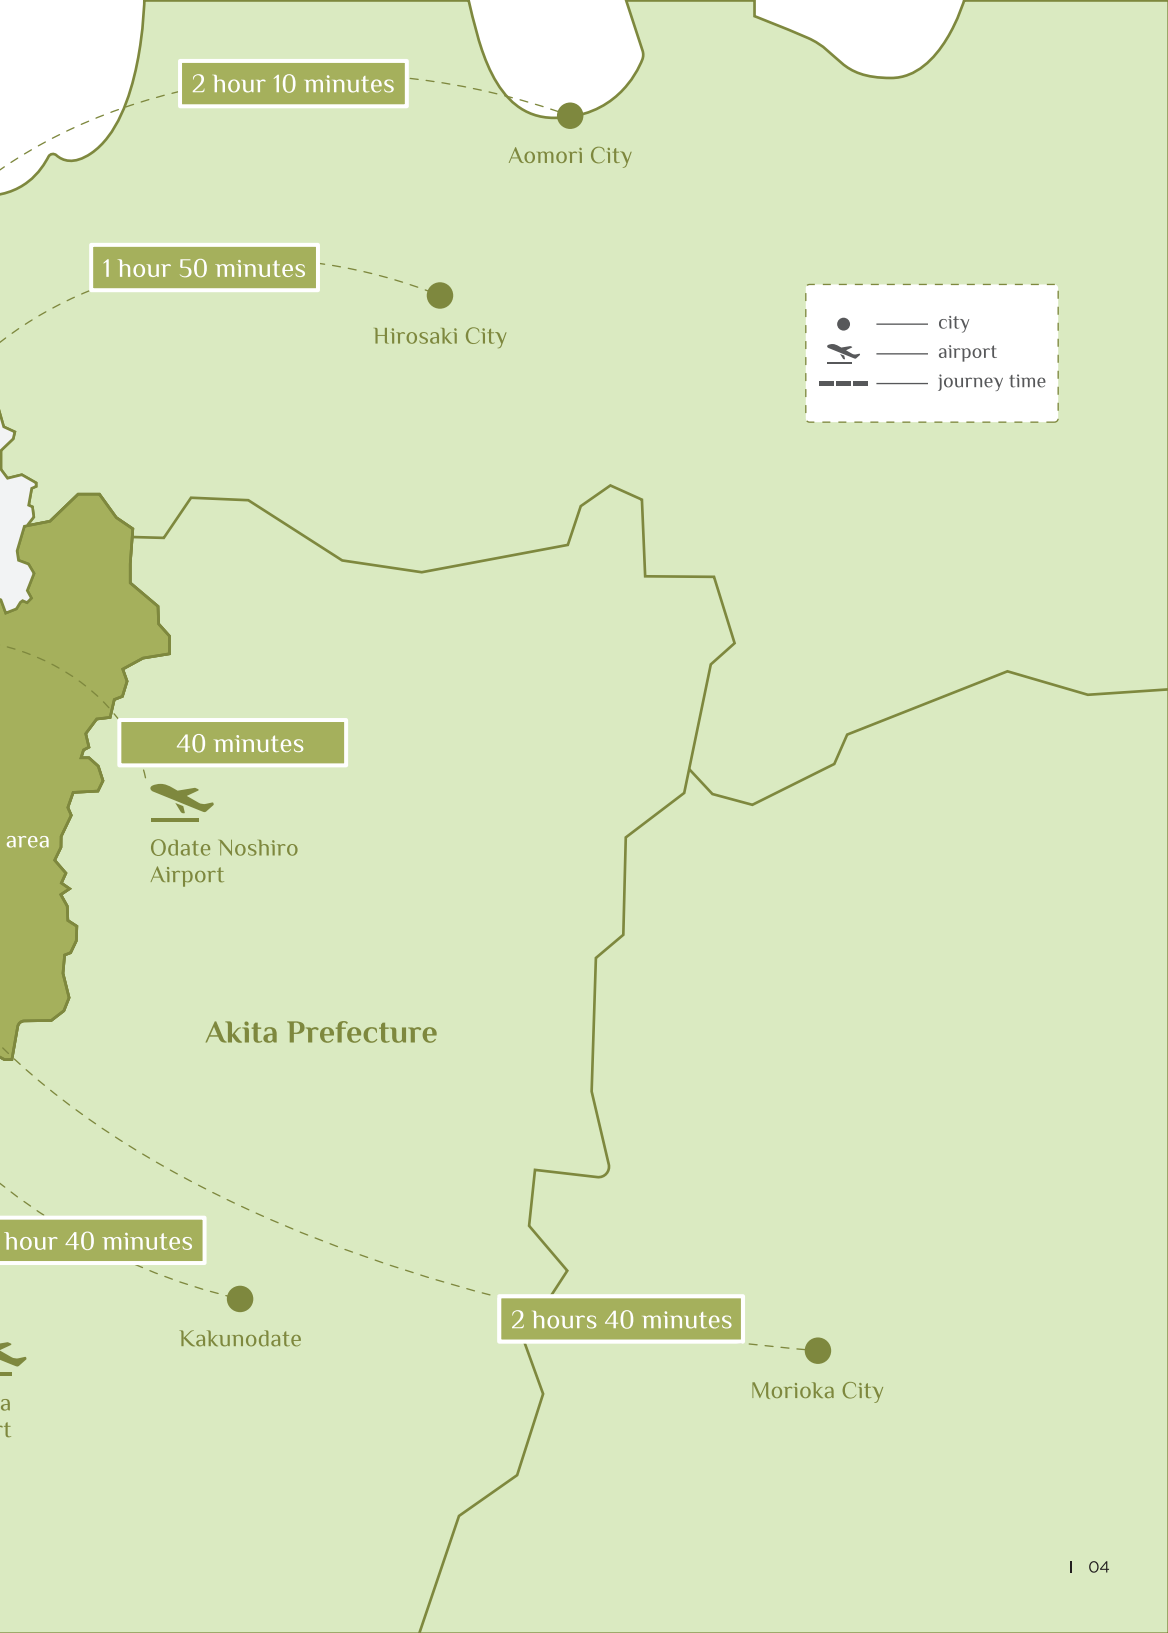 2 hour 10 minutes
Aomori City
1 hour 50 minutes
Hirosaki City
city
airport
journey time
40 minutes
area
Odate Noshiro
Airport
Akita Prefecture
hour 40 minutes
Kakunodate
2 hours 40 minutes
Morioka City
a
rt
04